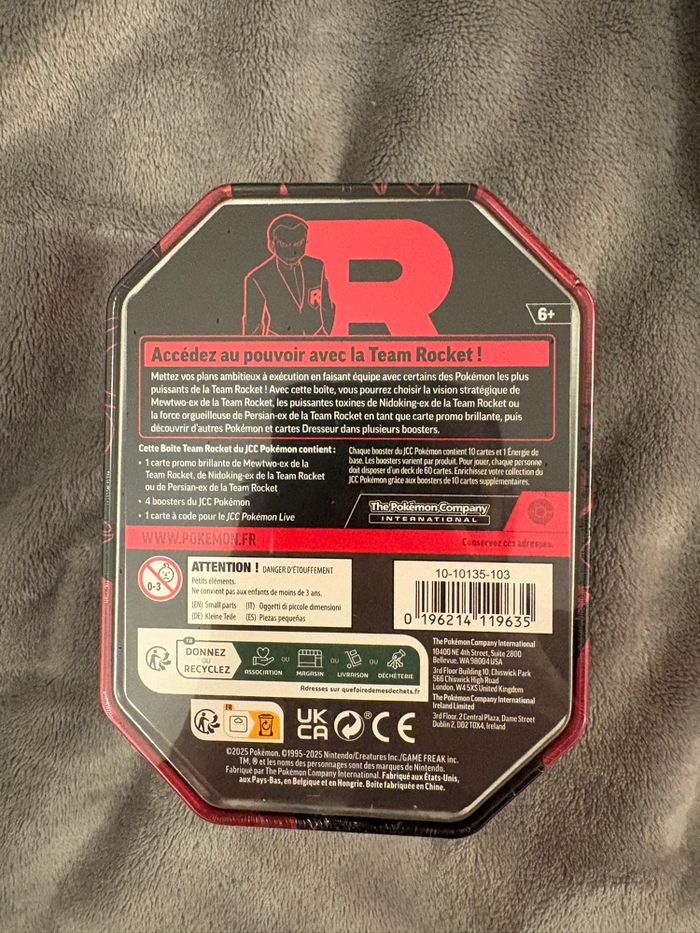 R
R
6+
Accédez au pouvoir avec la Team Rocket !
Mettez vos plans ambitieux à exécution en faisant équipe avec certains des Pokémon les plus
puissants de la Team Rocket ! Avec cette boîte, vous pourrez choisir la vision stratégique de
Mewtwo-ex de la Team Rocket, les puissantes toxines de Nidoking-ex de la Team Rocket ou
la force orgueilleuse de Persian-ex de la Team Rocket en tant que carte promo brillante, puis
découvrir d'autres Pokémon et cartes Dresseur dans plusieurs boosters.
Cette Boîte Team Rocket du JCC Pokémon contient :
• 1 carte promo brillante de Mewtwo-ex de la
Team Rocket, de Nidoking-ex de la Team Rocket
ou de Persian-ex de la Team Rocket
• 4 boosters du JCC Pokémon
• 1 carte à code pour le JCC Pokémon Live
Chaque booster du JCC Pokémon contient 10 cartes et 1 Énergie de
base. Les boosters varient par produit. Pour jouer, chaque personne
doit disposer d'un deck de 60 cartes. Enrichissez votre collection du
JCC Pokémon grâce aux boosters de 10 cartes supplémentaires.
The Pokémon Company
INTERNATIONAL
WWW.POKEMON.FR
Conservez ces adresses.
0-3
ATTENTION ! DANGER D'ÉTOUFFEMENT
Petits éléments.
Ne convient pas aux enfants de moins de 3 ans.
(EN) Small parts (IT) Oggetti di piccole dimensioni
(DE) Kleine Teile (ES) Piezas pequeñas
10-10135-103
0 196214 119635
FR
DONNEZ
OU
RECYCLEZ
ASSOCIATION
OU
MAGASIN
OU
LIVRAISON
OU
DÉCHÈTERIE
Adresses sur quefairedemesdechets.fr
The Pokémon Company International
10400 NE 4th Street, Suite 2800
Bellevue, WA 98004 USA
3rd Floor Building 10, Chiswick Park
566 Chiswick High Road
London, W4 5XS United Kingdom
The Pokémon Company International
Ireland Limited
3rd Floor, 2 Central Plaza, Dame Street
Dublin 2, D02 T0X4, Ireland
FR
UK
CA
®
CE
©2025 Pokémon. ©1995-2025 Nintendo/Creatures Inc./GAME FREAK inc.
TM, ® et les noms des personnages sont des marques de Nintendo.
Fabriqué par The Pokémon Company International. Fabriqué aux États-Unis,
aux Pays-Bas, en Belgique et en Hongrie. Boîte fabriquée en Chine.